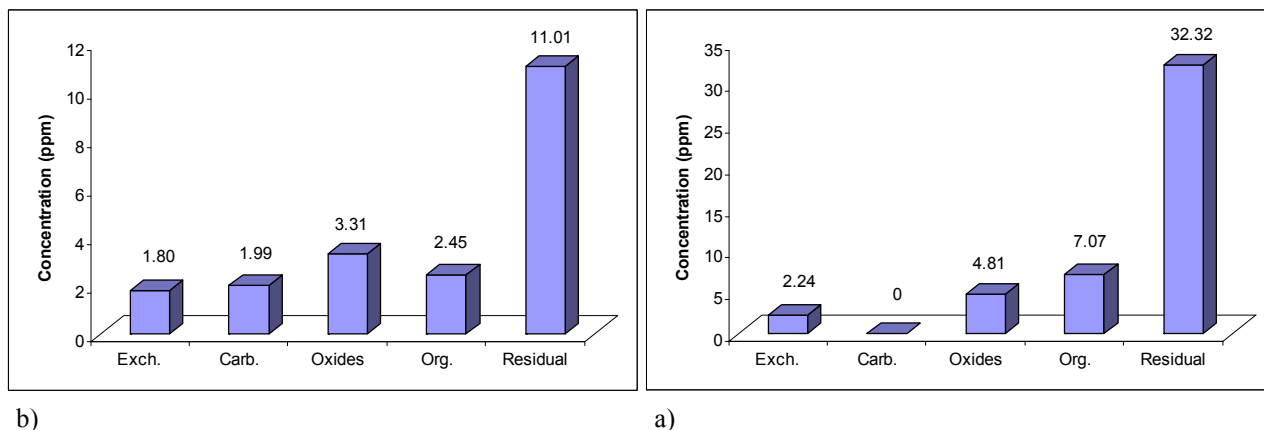 Concentration (ppm)
12
10
8
6
4
2
0
1.80
1.99
3.31
2.45
11.01
Exch.
Carb.
Oxides
Org.
Residual
b)
Concentration (ppm)
35
30
25
20
15
10
5
0
2.24
0
4.81
7.07
32.32
Exch.
Carb.
Oxides
Org.
Residual
a)